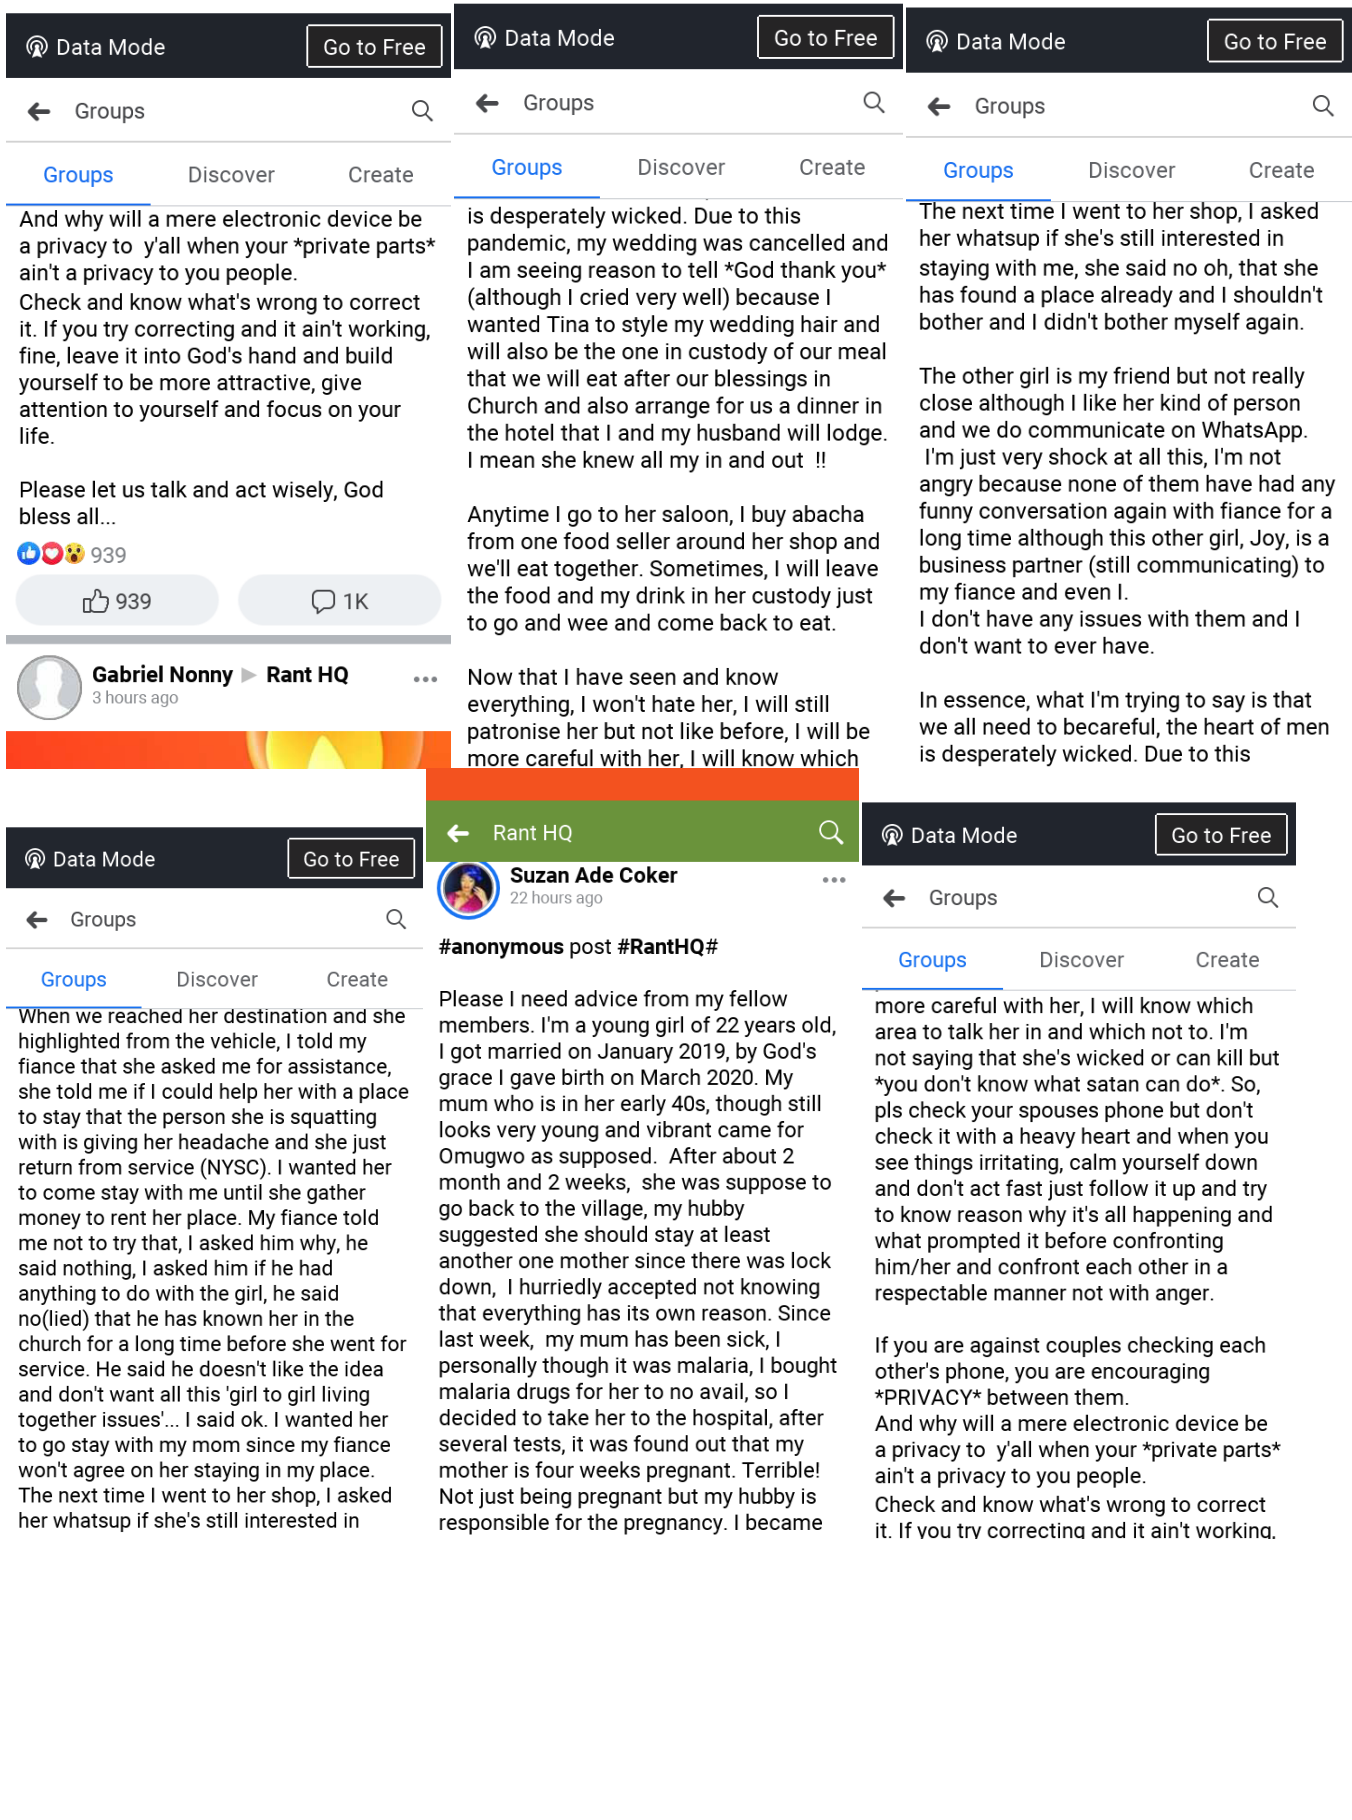 Data Mode
Go to Free
Groups
Groups
Discover
Create
And why will a mere electronic device be
a privacy to y'all when your *private parts*
ain't a privacy to you people.
Check and know what's wrong to correct
it. If you try correcting and it ain't working,
fine, leave it into God's hand and build
yourself to be more attractive, give
attention to yourself and focus on your
life.
Please let us talk and act wisely, God
bless all...
939
939
1K
Gabriel Nonny ▶ Rant HQ
3 hours ago
Data Mode
Go to Free
Groups
Groups
Discover
Create
is desperately wicked. Due to this
pandemic, my wedding was cancelled and
I am seeing reason to tell *God thank you*
(although I cried very well) because I
wanted Tina to style my wedding hair and
will also be the one in custody of our meal
that we will eat after our blessings in
Church and also arrange for us a dinner in
the hotel that I and my husband will lodge.
I mean she knew all my in and out !!
Anytime I go to her saloon, I buy abacha
from one food seller around her shop and
we'll eat together. Sometimes, I will leave
the food and my drink in her custody just
to go and wee and come back to eat.
Now that I have seen and know
everything, I won't hate her, I will still
patronise her but not like before, I will be
more careful with her, I will know which
Data Mode
Go to Free
Groups
Groups
Discover
Create
The next time I went to her shop, I asked
her whatsup if she's still interested in
staying with me, she said no oh, that she
has found a place already and I shouldn't
bother and I didn't bother myself again.
The other girl is my friend but not really
close although I like her kind of person
and we do communicate on WhatsApp.
I'm just very shock at all this, I'm not
angry because none of them have had any
funny conversation again with fiance for a
long time although this other girl, Joy, is a
business partner (still communicating) to
my fiance and even I.
I don't have any issues with them and I
don't want to ever have.
In essence, what I'm trying to say is that
we all need to becareful, the heart of men
is desperately wicked. Due to this
Data Mode
Go to Free
Groups
Groups
Discover
Create
When we reached her destination and she
highlighted from the vehicle, I told my
fiance that she asked me for assistance,
she told me if I could help her with a place
to stay that the person she is squatting
with is giving her headache and she just
return from service (NYSC). I wanted her
to come stay with me until she gather
money to rent her place. My fiance told
me not to try that, I asked him why, he
said nothing, I asked him if he had
anything to do with the girl, he said
no(lied) that he has known her in the
church for a long time before she went for
service. He said he doesn't like the idea
and don't want all this 'girl to girl living
together issues'... I said ok. I wanted her
to go stay with my mom since my fiance
won't agree on her staying in my place.
The next time I went to her shop, I asked
her whatsup if she's still interested in
Rant HQ
Suzan Ade Coker
22 hours ago
#anonymous post #RantHQ#
Please I need advice from my fellow
members. I'm a young girl of 22 years old,
I got married on January 2019, by God's
grace I gave birth on March 2020. My
mum who is in her early 40s, though still
looks very young and vibrant came for
Omugwo as supposed. After about 2
month and 2 weeks, she was suppose to
go back to the village, my hubby
suggested she should stay at least
another one mother since there was lock
down, I hurriedly accepted not knowing
that everything has its own reason. Since
last week, my mum has been sick, I
personally though it was malaria, I bought
malaria drugs for her to no avail, so I
decided to take her to the hospital, after
several tests, it was found out that my
mother is four weeks pregnant. Terrible!
Not just being pregnant but my hubby is
responsible for the pregnancy. I became
Data Mode
Go to Free
Groups
Groups
Discover
Create
more careful with her, I will know which
area to talk her in and which not to. I'm
not saying that she's wicked or can kill but
*you don't know what satan can do*. So,
pls check your spouses phone but don't
check it with a heavy heart and when you
see things irritating, calm yourself down
and don't act fast just follow it up and try
to know reason why it's all happening and
what prompted it before confronting
him/her and confront each other in a
respectable manner not with anger.
If you are against couples checking each
other's phone, you are encouraging
*PRIVACY* between them.
And why will a mere electronic device be
a privacy to y'all when your *private parts*
ain't a privacy to you people.
Check and know what's wrong to correct
it. If you try correcting and it ain't working,